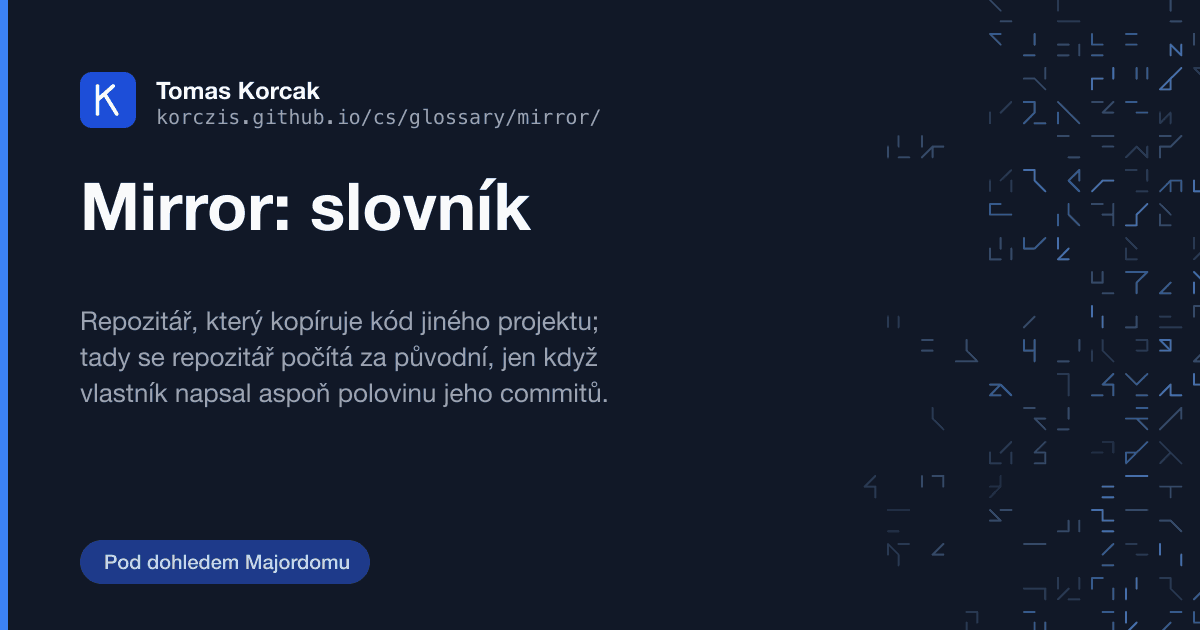 Tomas Korcak
korczis.github.io/cs/glossary/mirror/
Mirror: slovník
Repozitář, který kopíruje kód jiného projektu;
tady se repozitář počítá za původní, jen když
vlastník napsal aspoň polovinu jeho commitů.
Pod dohledem Majordomu